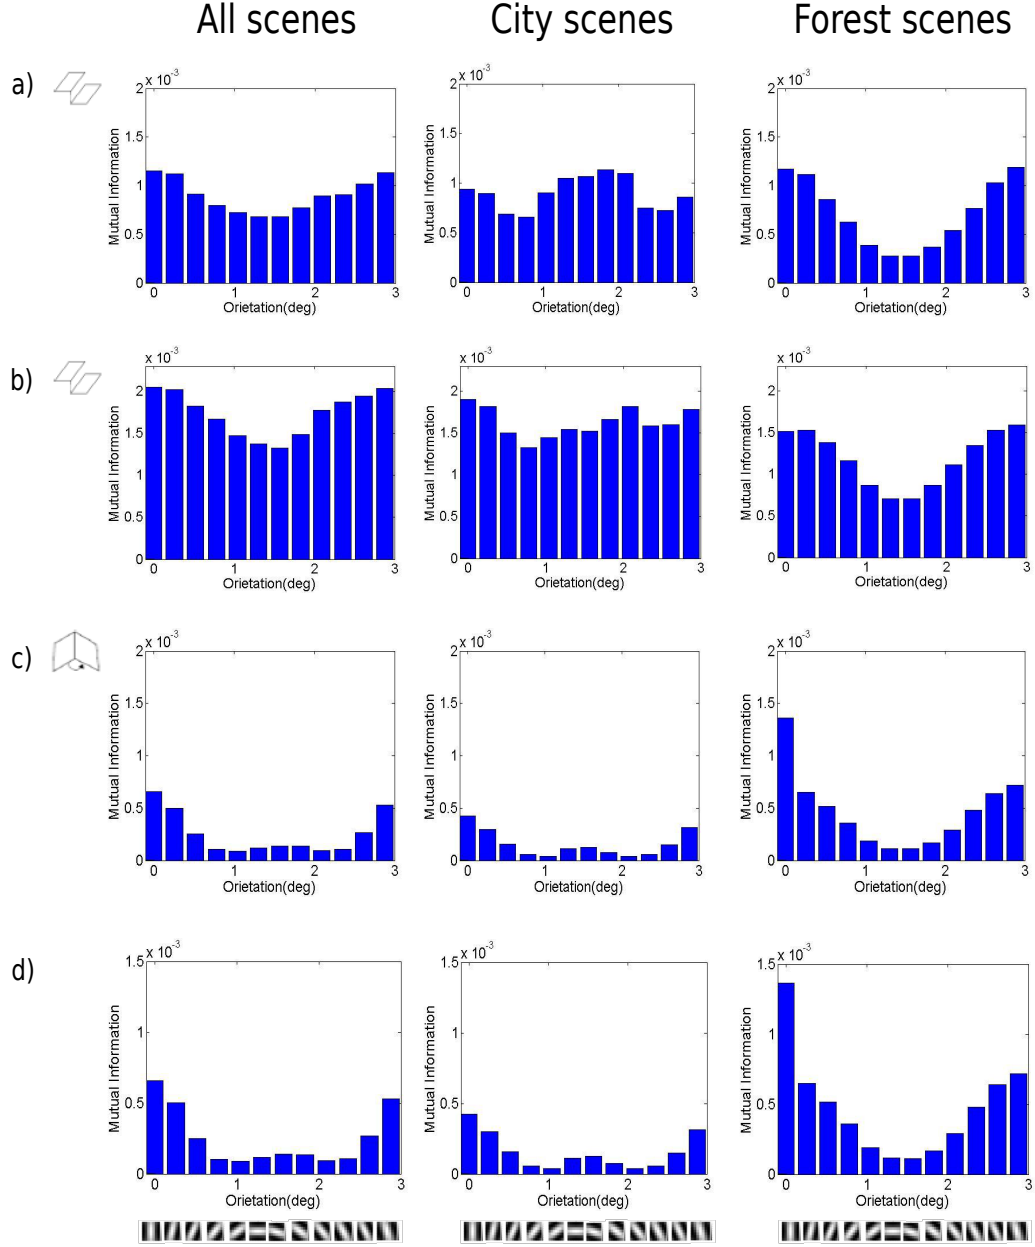 All scenes City scenes Forest scenes
a)
x 10 -3 x 10 -3 x 10 -3
2 2 2
1.5 1.5 1.5
1 1 1
0.5 0.5 0.5
0 0 0
Mutual Information Mutual Information Mutual Information
0 1 2 3 0 1 2 3 0 1 2 3
Orietation(deg) Orietation(deg) Orietation(deg)
b)
x 10 -3 x 10 -3 x 10 -3
2 2 2
1.5 1.5 1.5
1 1 1
0.5 0.5 0.5
0 0 0
Mutual Information Mutual Information Mutual Information
0 1 2 3 0 1 2 3 0 1 2 3
Orietation(deg) Orietation(deg) Orietation(deg)
c)
x 10 -3 x 10 -3 x 10 -3
2 2 2
1.5 1.5 1.5
1 1 1
0.5 0.5 0.5
0 0 0
Mutual Information Mutual Information Mutual Information
0 1 2 3 0 1 2 3 0 1 2 3
Orietation(deg) Orietation(deg) Orietation(deg)
d)
x 10 -3 x 10 -3 x 10 -3
1.5 1.5 1.5
1 1 1
0.5 0.5 0.5
0 0 0
Mutual Information Mutual Information Mutual Information
0 1 2 3 0 1 2 3 0 1 2 3
Orietation(deg) Orietation(deg) Orietation(deg)